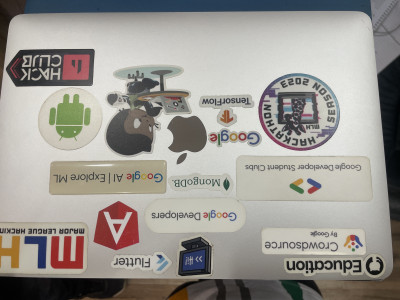 HACK
CLUB
TensorFlow
Google
HACKATHON
MLH
SEASON 2023
Google AI | Explore ML
MongoDB
Google Developer Student Clubs
Google Developers
MLH
MAJOR LEAGUE HACKING
Flutter
Crowdsource
By Google
Education